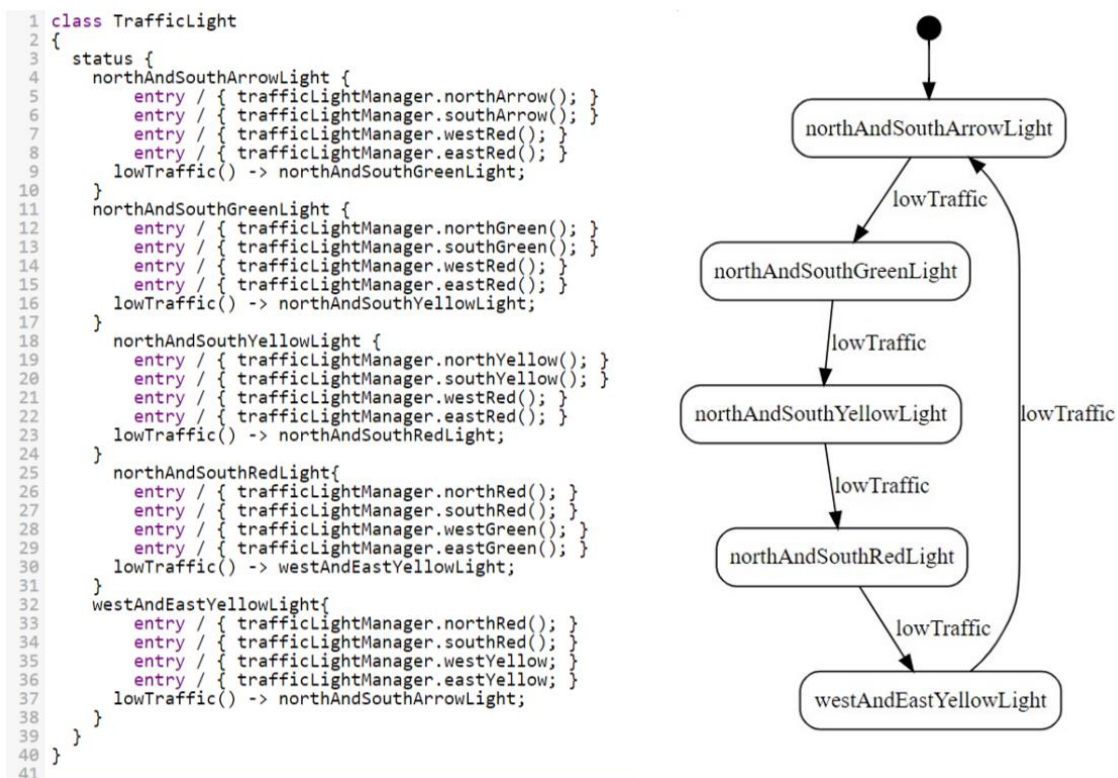 1 class TrafficLight
2 {
3 status {
4 northAndSouthArrowLight {
5 entry / { trafficLightManager.northArrow(); }
6 entry / { trafficLightManager.southArrow(); }
7 entry / { trafficLightManager.westRed(); }
8 entry / { trafficLightManager.eastRed(); }
9 lowTraffic() -> northAndSouthGreenLight;
10 }
11 northAndSouthGreenLight {
12 entry / { trafficLightManager.northGreen(); }
13 entry / { trafficLightManager.southGreen(); }
14 entry / { trafficLightManager.westRed(); }
15 entry / { trafficLightManager.eastRed(); }
16 lowTraffic() -> northAndSouthYellowLight;
17 }
18 northAndSouthYellowLight {
19 entry / { trafficLightManager.northYellow(); }
20 entry / { trafficLightManager.southYellow(); }
21 entry / { trafficLightManager.westRed(); }
22 entry / { trafficLightManager.eastRed(); }
23 lowTraffic() -> northAndSouthRedLight;
24 }
25 northAndSouthRedLight{
26 entry / { trafficLightManager.northRed(); }
27 entry / { trafficLightManager.southRed(); }
28 entry / { trafficLightManager.westGreen(); }
29 entry / { trafficLightManager.eastGreen(); }
30 lowTraffic() -> westAndEastYellowLight;
31 }
32 westAndEastYellowLight{
33 entry / { trafficLightManager.northRed(); }
34 entry / { trafficLightManager.southRed(); }
35 entry / { trafficLightManager.westYellow; }
36 entry / { trafficLightManager.eastYellow; }
37 lowTraffic() -> northAndSouthArrowLight;
38 }
39 }
40 }
41
northAndSouthArrowLight
lowTraffic
northAndSouthGreenLight
lowTraffic
northAndSouthYellowLight
lowTraffic
lowTraffic
northAndSouthRedLight
lowTraffic
westAndEastYellowLight